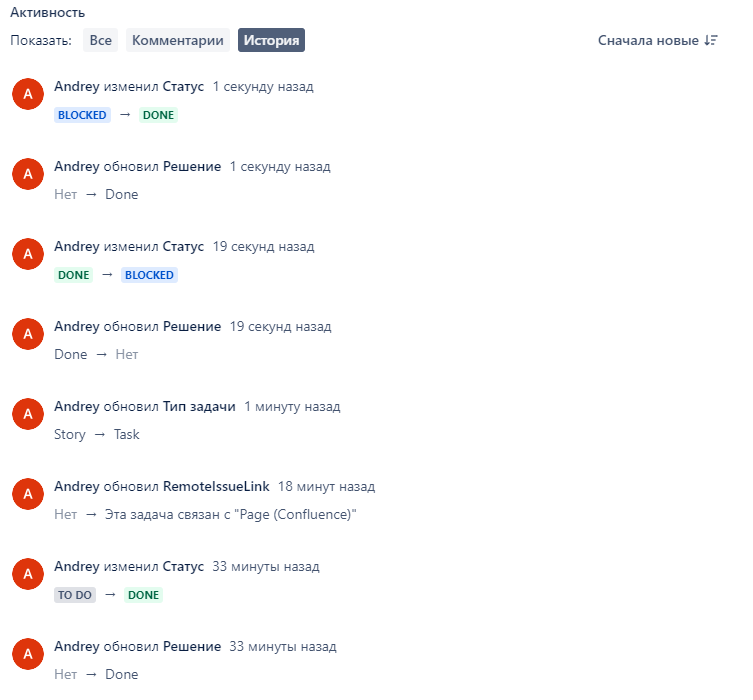 Активность
Показать: Все Комментарии История Сначала новые
A Andrey изменил Статус 1 секунду назад
BLOCKED → DONE
A Andrey обновил Решение 1 секунду назад
Нет → Done
A Andrey изменил Статус 19 секунд назад
DONE → BLOCKED
A Andrey обновил Решение 19 секунд назад
Done → Нет
A Andrey обновил Тип задачи 1 минуту назад
Story → Task
A Andrey обновил RemoteIssueLink 18 минут назад
Нет → Эта задача связан с "Page (Confluence)"
A Andrey изменил Статус 33 минуты назад
TO DO → DONE
A Andrey обновил Решение 33 минуты назад
Нет → Done